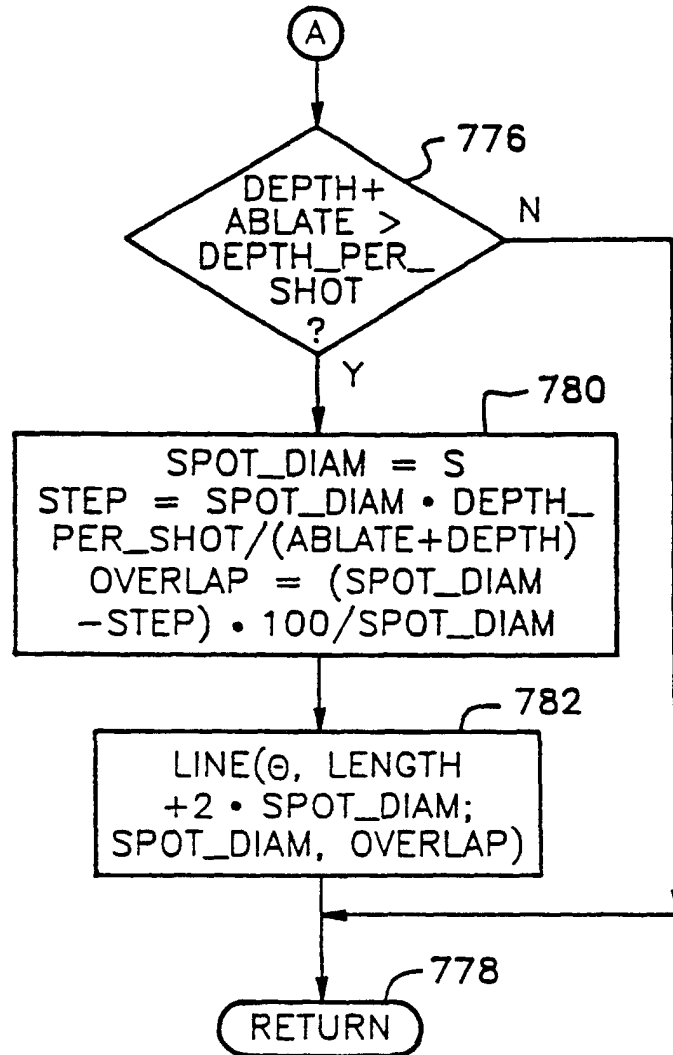 A
776
DEPTH+
ABLATE >
DEPTH_PER_
SHOT
?
N
Y
780
SPOT_DIAM = S
STEP = SPOT_DIAM • DEPTH_
PER_SHOT/(ABLATE+DEPTH)
OVERLAP = (SPOT_DIAM
-STEP) • 100/SPOT_DIAM
782
LINE(Θ, LENGTH
+2 • SPOT_DIAM;
SPOT_DIAM, OVERLAP)
778
RETURN